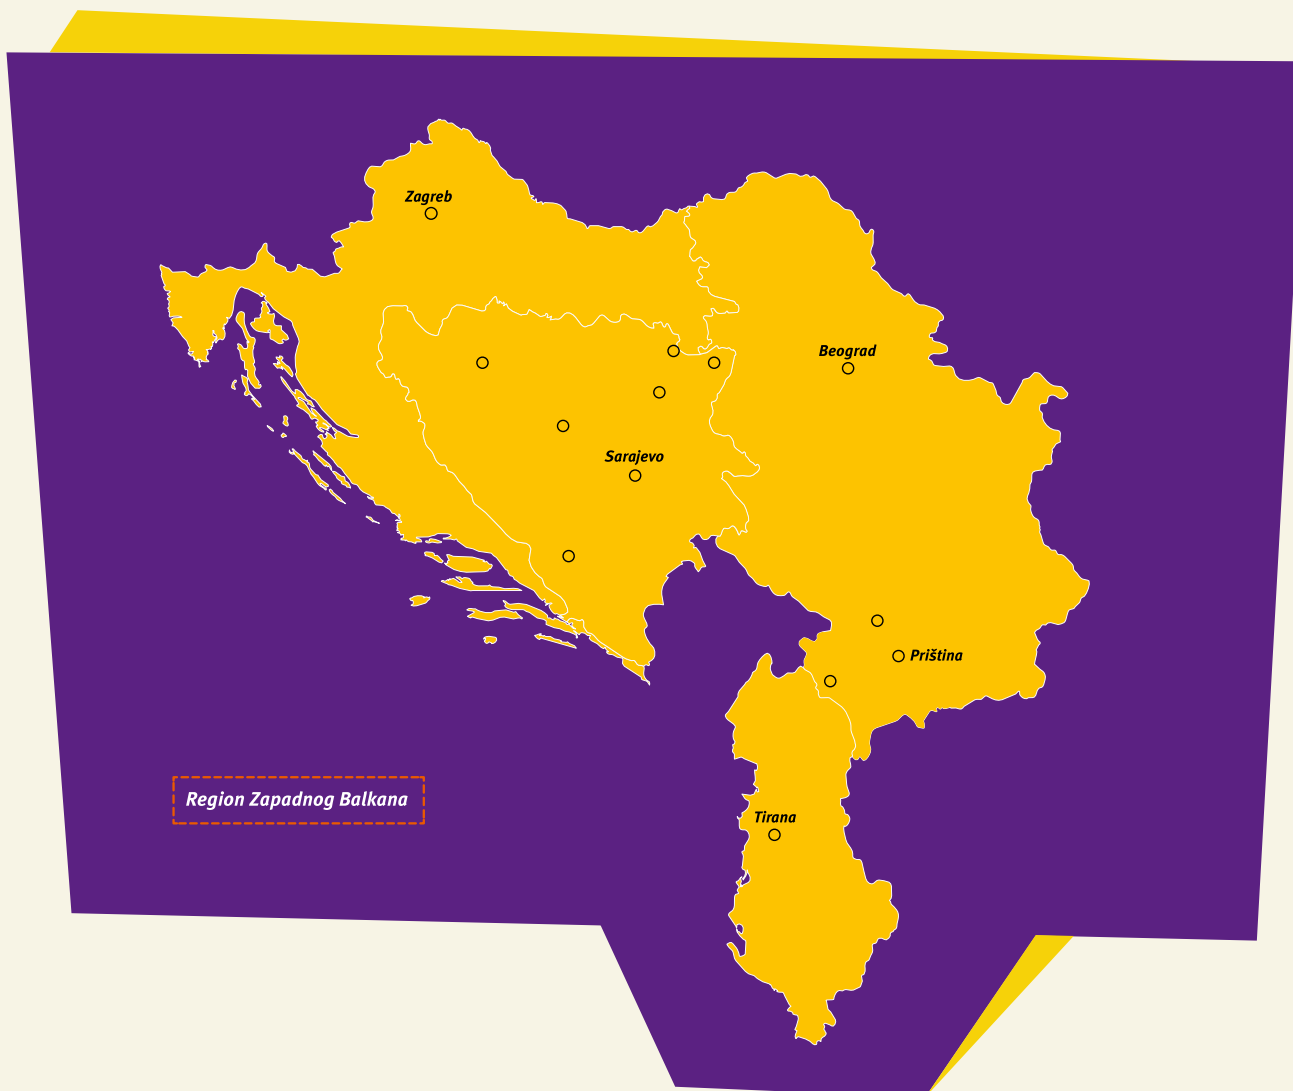 Zagreb
Beograd
Sarajevo
Priština
Region Zapadnog Balkana
Tirana